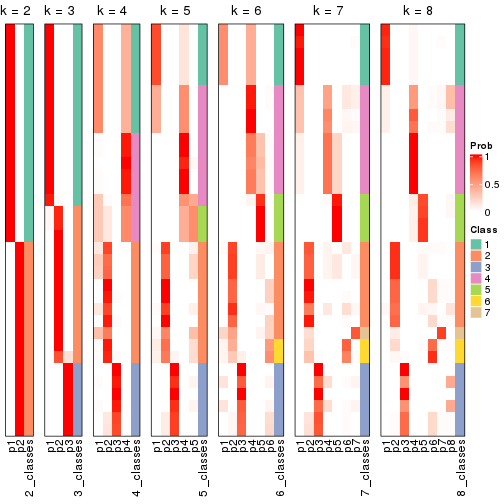 k = 2 k = 3 k = 4 k = 5 k = 6 k = 7 k = 8
Prob
1
0.5
0
Class
1
2
3
4
5
6
7
p1 p2 2_classes
p1 p2 p3 3_classes
p1 p2 p3 p4 4_classes
p1 p2 p3 p4 p5 5_classes
p1 p2 p3 p4 p5 p6 6_classes
p1 p2 p3 p4 p5 p6 p7 7_classes
p1 p2 p3 p4 p5 p6 p7 p8 8_classes